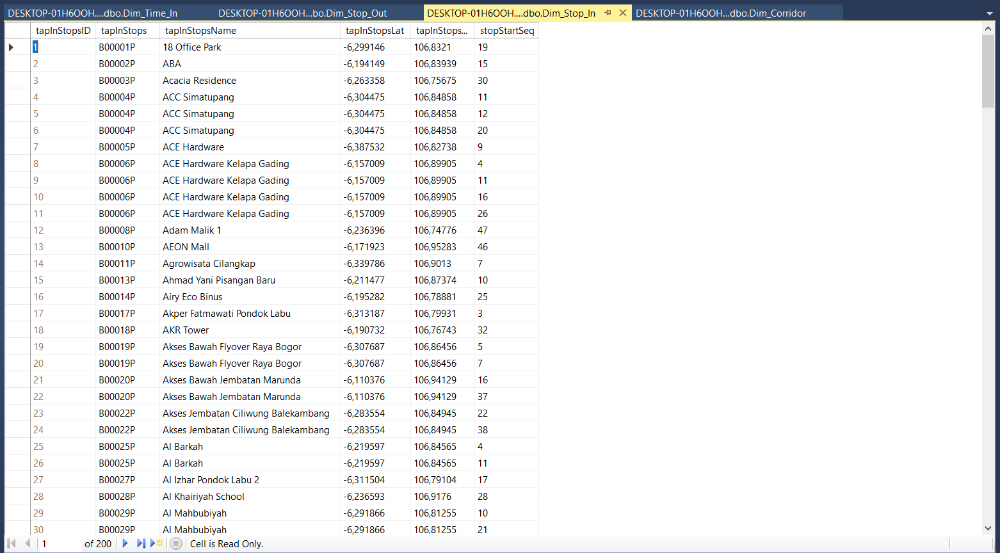 DESKTOP-01H6OOH....dbo.Dim_Time_In DESKTOP-01H6OOH...bo.Dim_Stop_Out DESKTOP-01H6OOH....dbo.Dim_Stop_In DESKTOP-01H6OOH...dbo.Dim_Corridor
tapInStopsID tapInStops tapInStopsName tapInStopsLat tapInStops... stopStartSeq
1 B00001P 18 Office Park -6,299146 106,8321 19
2 B00002P ABA -6,194149 106,83939 15
3 B00003P Acacia Residence -6,263358 106,75675 30
4 B00004P ACC Simatupang -6,304475 106,84858 11
5 B00004P ACC Simatupang -6,304475 106,84858 12
6 B00004P ACC Simatupang -6,304475 106,84858 20
7 B00005P ACE Hardware -6,387532 106,82738 9
8 B00006P ACE Hardware Kelapa Gading -6,157009 106,89905 4
9 B00006P ACE Hardware Kelapa Gading -6,157009 106,89905 11
10 B00006P ACE Hardware Kelapa Gading -6,157009 106,89905 16
11 B00006P ACE Hardware Kelapa Gading -6,157009 106,89905 26
12 B00008P Adam Malik 1 -6,236396 106,74776 47
13 B00010P AEON Mall -6,171923 106,95283 46
14 B00011P Agrowisata Cilangkap -6,339786 106,9013 7
15 B00013P Ahmad Yani Pisangan Baru -6,211477 106,87374 10
16 B00014P Airy Eco Binus -6,195282 106,78881 25
17 B00017P Akper Fatmawati Pondok Labu -6,313187 106,79931 3
18 B00018P AKR Tower -6,190732 106,76743 32
19 B00019P Akses Bawah Flyover Raya Bogor -6,307687 106,86456 5
20 B00019P Akses Bawah Flyover Raya Bogor -6,307687 106,86456 7
21 B00020P Akses Bawah Jembatan Marunda -6,110376 106,94129 16
22 B00020P Akses Bawah Jembatan Marunda -6,110376 106,94129 37
23 B00022P Akses Jembatan Ciliwung Balekambang -6,283554 106,84945 22
24 B00022P Akses Jembatan Ciliwung Balekambang -6,283554 106,84945 38
25 B00025P Al Barkah -6,219597 106,84565 4
26 B00025P Al Barkah -6,219597 106,84565 11
27 B00027P Al Izhar Pondok Labu 2 -6,311504 106,79104 17
28 B00028P Al Khairiyah School -6,236593 106,9176 28
29 B00029P Al Mahbubiyah -6,291866 106,81255 10
30 B00029P Al Mahbubiyah -6,291866 106,81255 21
1 of 200 Cell is Read Only.